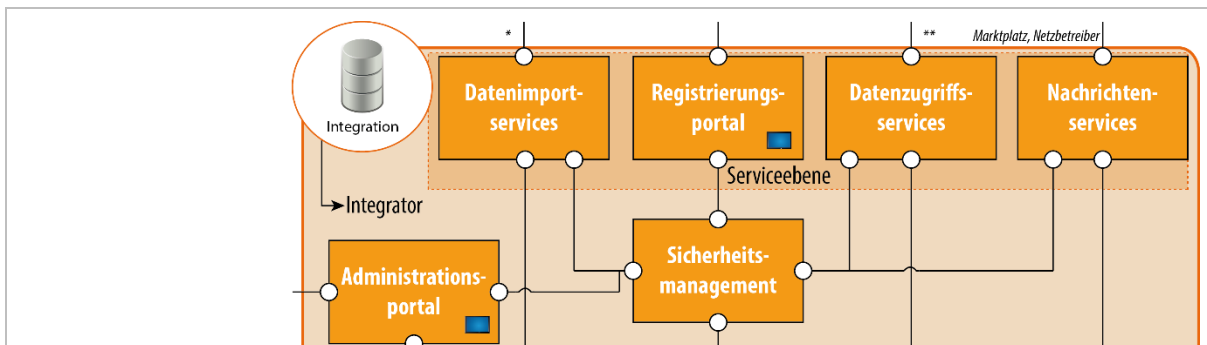 *
**
Marktplatz, Netzbetreiber
Integration
Datenimport-
services
Registrierungs-
portal
Datenzugriffs-
services
Nachrichten-
services
Serviceebene
Integrator
Administrations-
portal
Sicherheits-
management